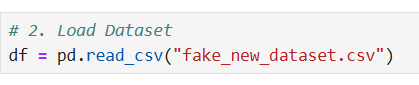 # 2. Load Dataset
df = pd.read_csv("fake_new_dataset.csv")